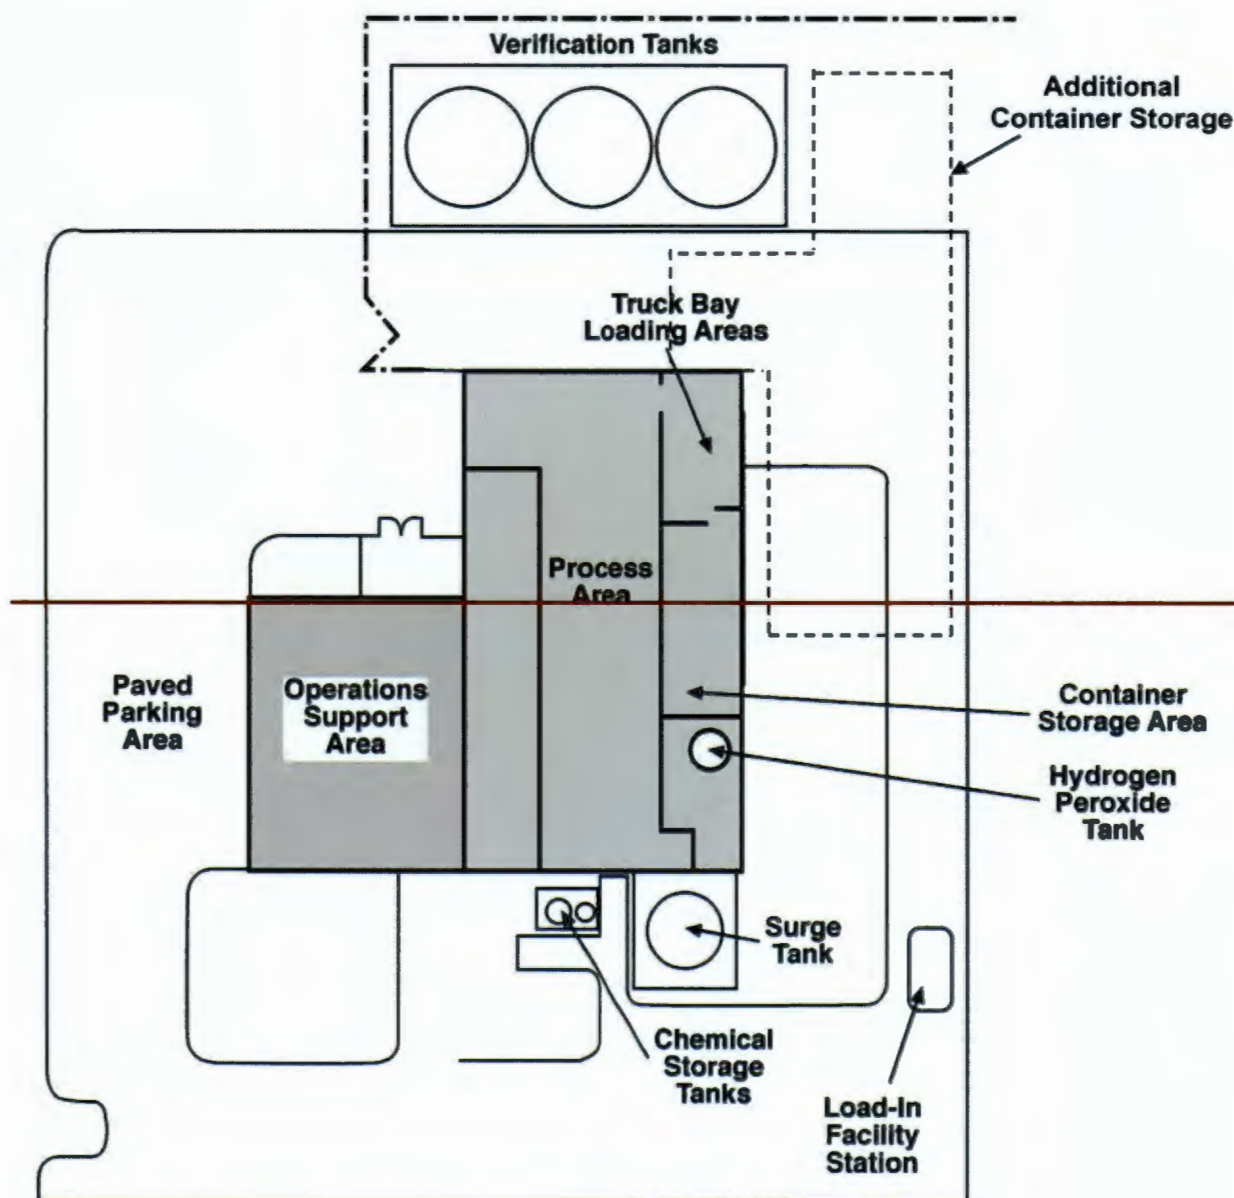 Verification Tanks
Additional
Container Storage
Truck Bay
Loading Areas
Process
Area
Paved
Parking
Area
Operations
Support
Area
Container
Storage Area
Hydrogen
Peroxide
Tank
Surge
Tank
Chemical
Storage
Tanks
Load-In
Facility
Station